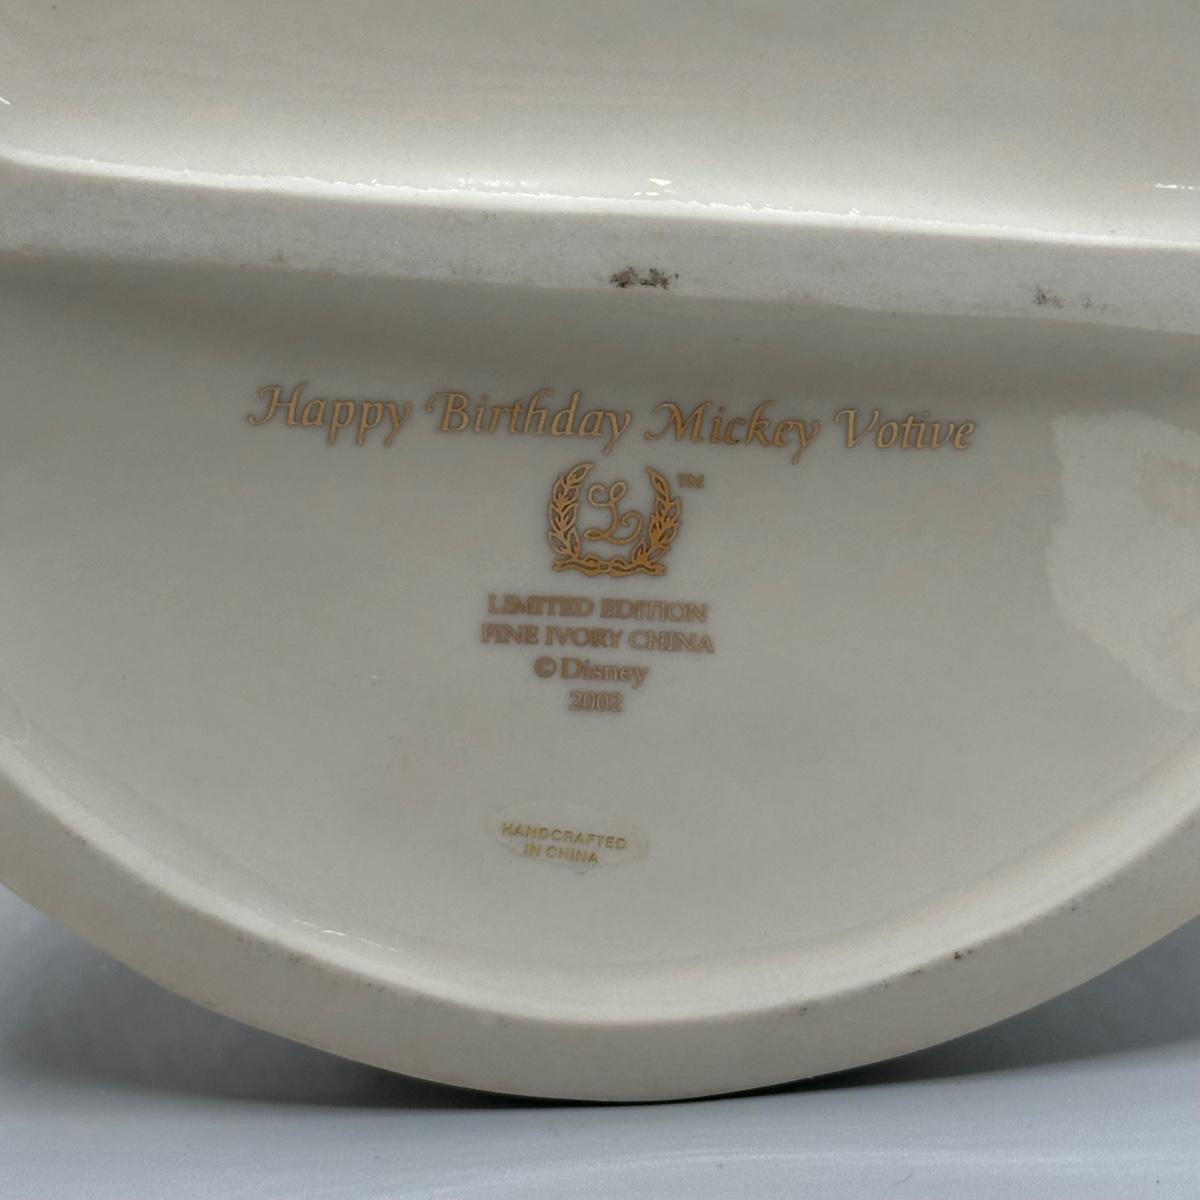 Happy Birthday Mickey Votive
L ™
LIMITED EDITION
FINE IVORY CHINA
© Disney
2002
HANDCRAFTED
IN CHINA